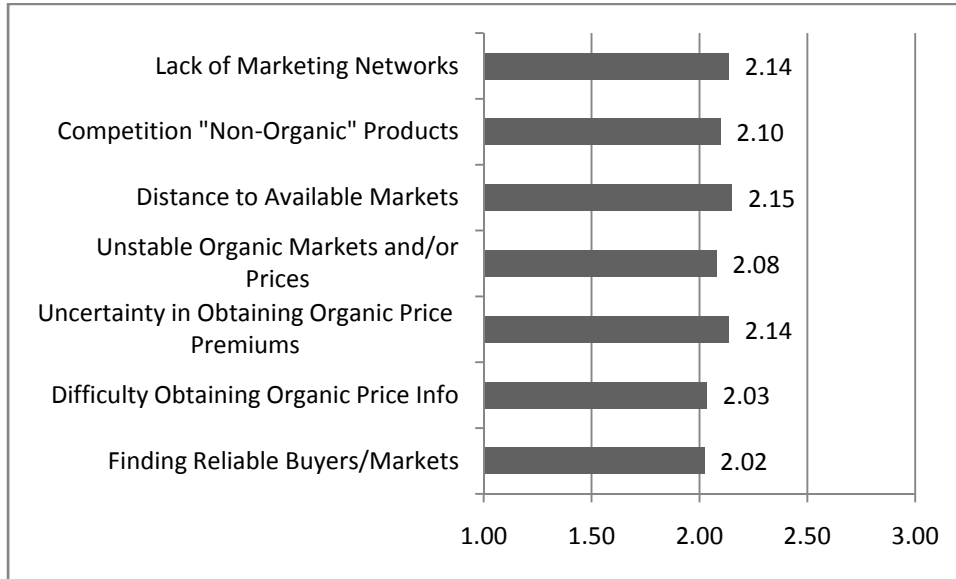 Lack of Marketing Networks
2.14
Competition "Non-Organic" Products
2.10
Distance to Available Markets
2.15
Unstable Organic Markets and/or
Prices
2.08
Uncertainty in Obtaining Organic Price
Premiums
2.14
Difficulty Obtaining Organic Price Info
2.03
Finding Reliable Buyers/Markets
2.02
1.00 1.50 2.00 2.50 3.00